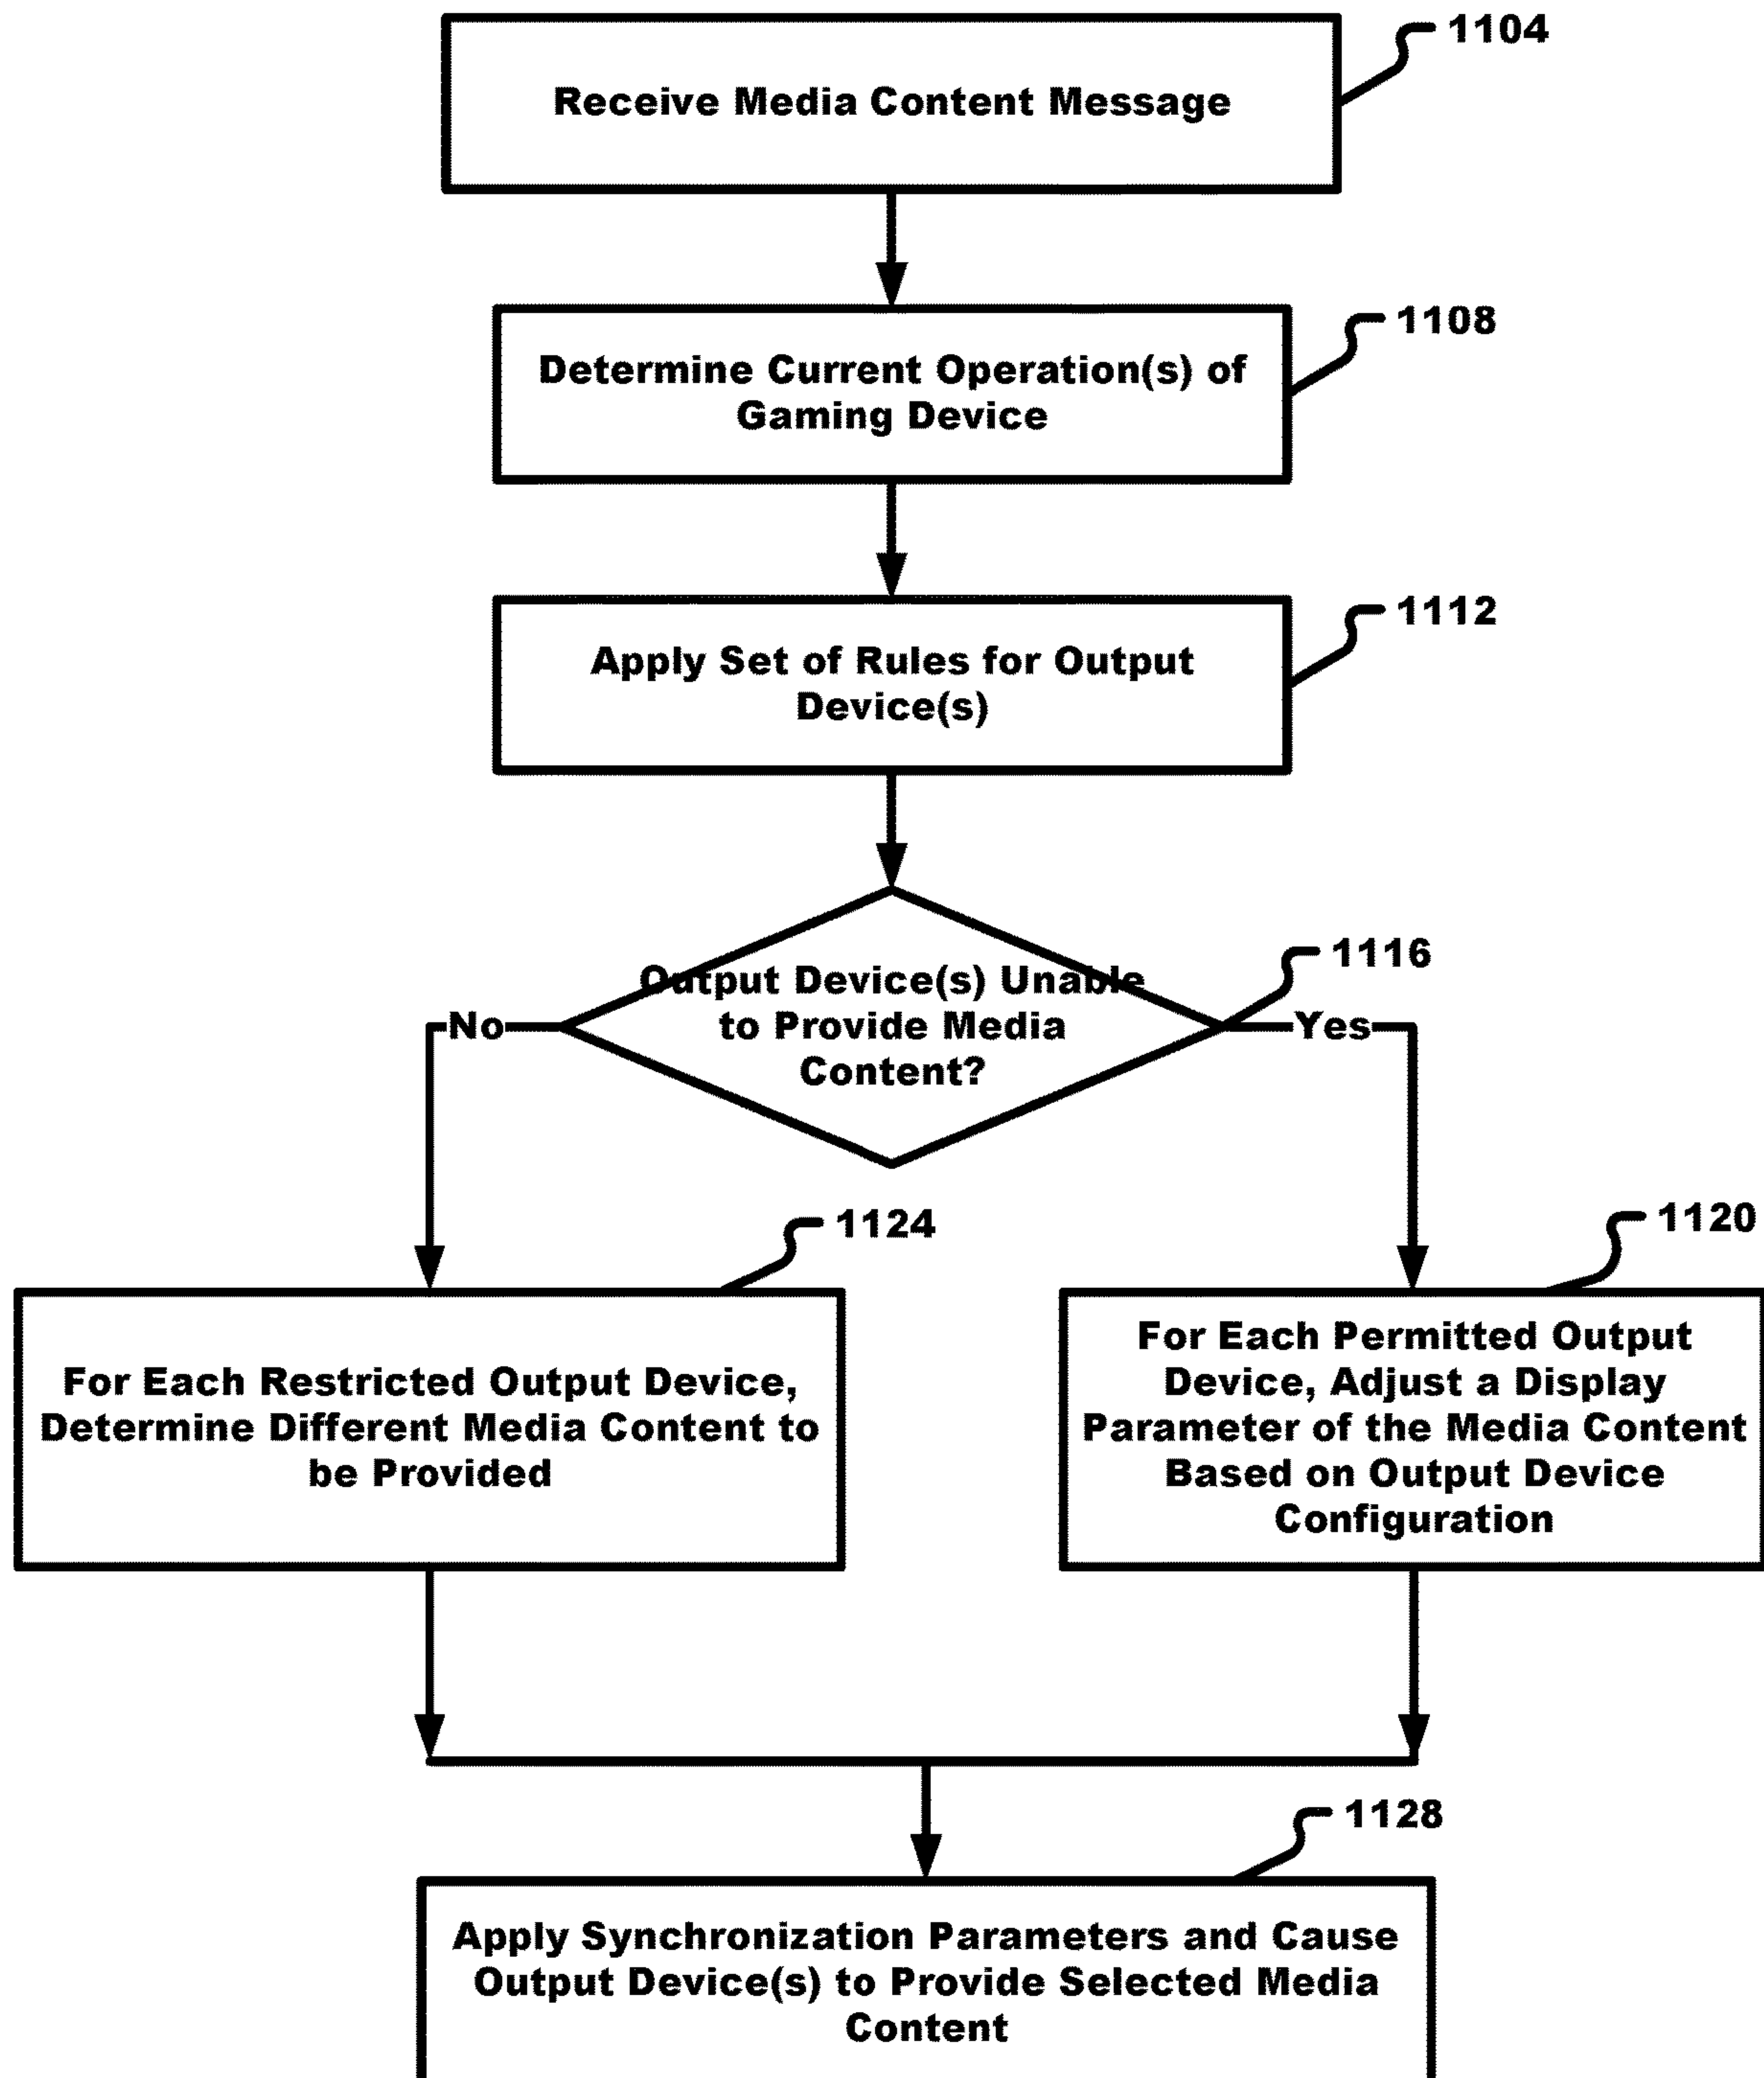 1104
Receive Media Content Message
1108
Determine Current Operation(s) of
Gaming Device
1112
Apply Set of Rules for Output
Device(s)
1116
Output Device(s) Unable
to Provide Media
Content?
No
Yes
1124
For Each Restricted Output Device,
Determine Different Media Content to
be Provided
1120
For Each Permitted Output
Device, Adjust a Display
Parameter of the Media Content
Based on Output Device
Configuration
1128
Apply Synchronization Parameters and Cause
Output Device(s) to Provide Selected Media
Content